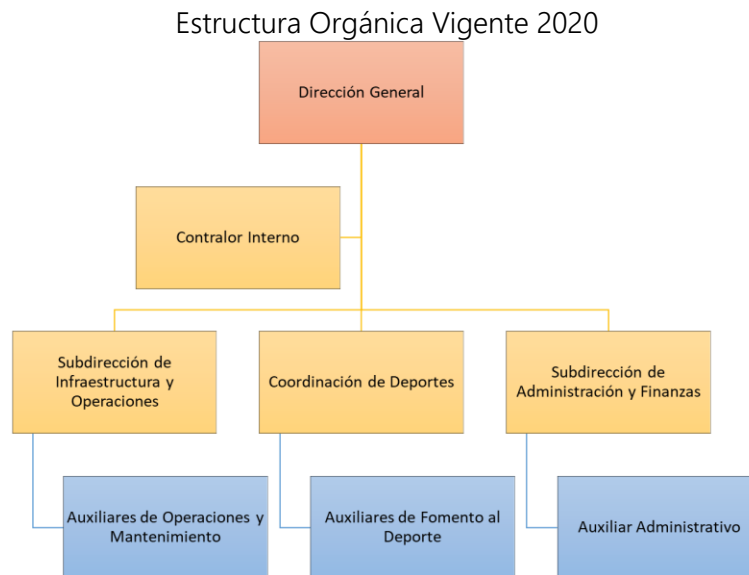 Estructura Orgánica Vigente 2020
Dirección General
Contralor Interno
Subdirección de
Infraestructura y
Operaciones
Coordinación de Deportes
Subdirección de
Administración y Finanzas
Auxiliares de Operaciones y
Mantenimiento
Auxiliares de Fomento al
Deporte
Auxiliar Administrativo